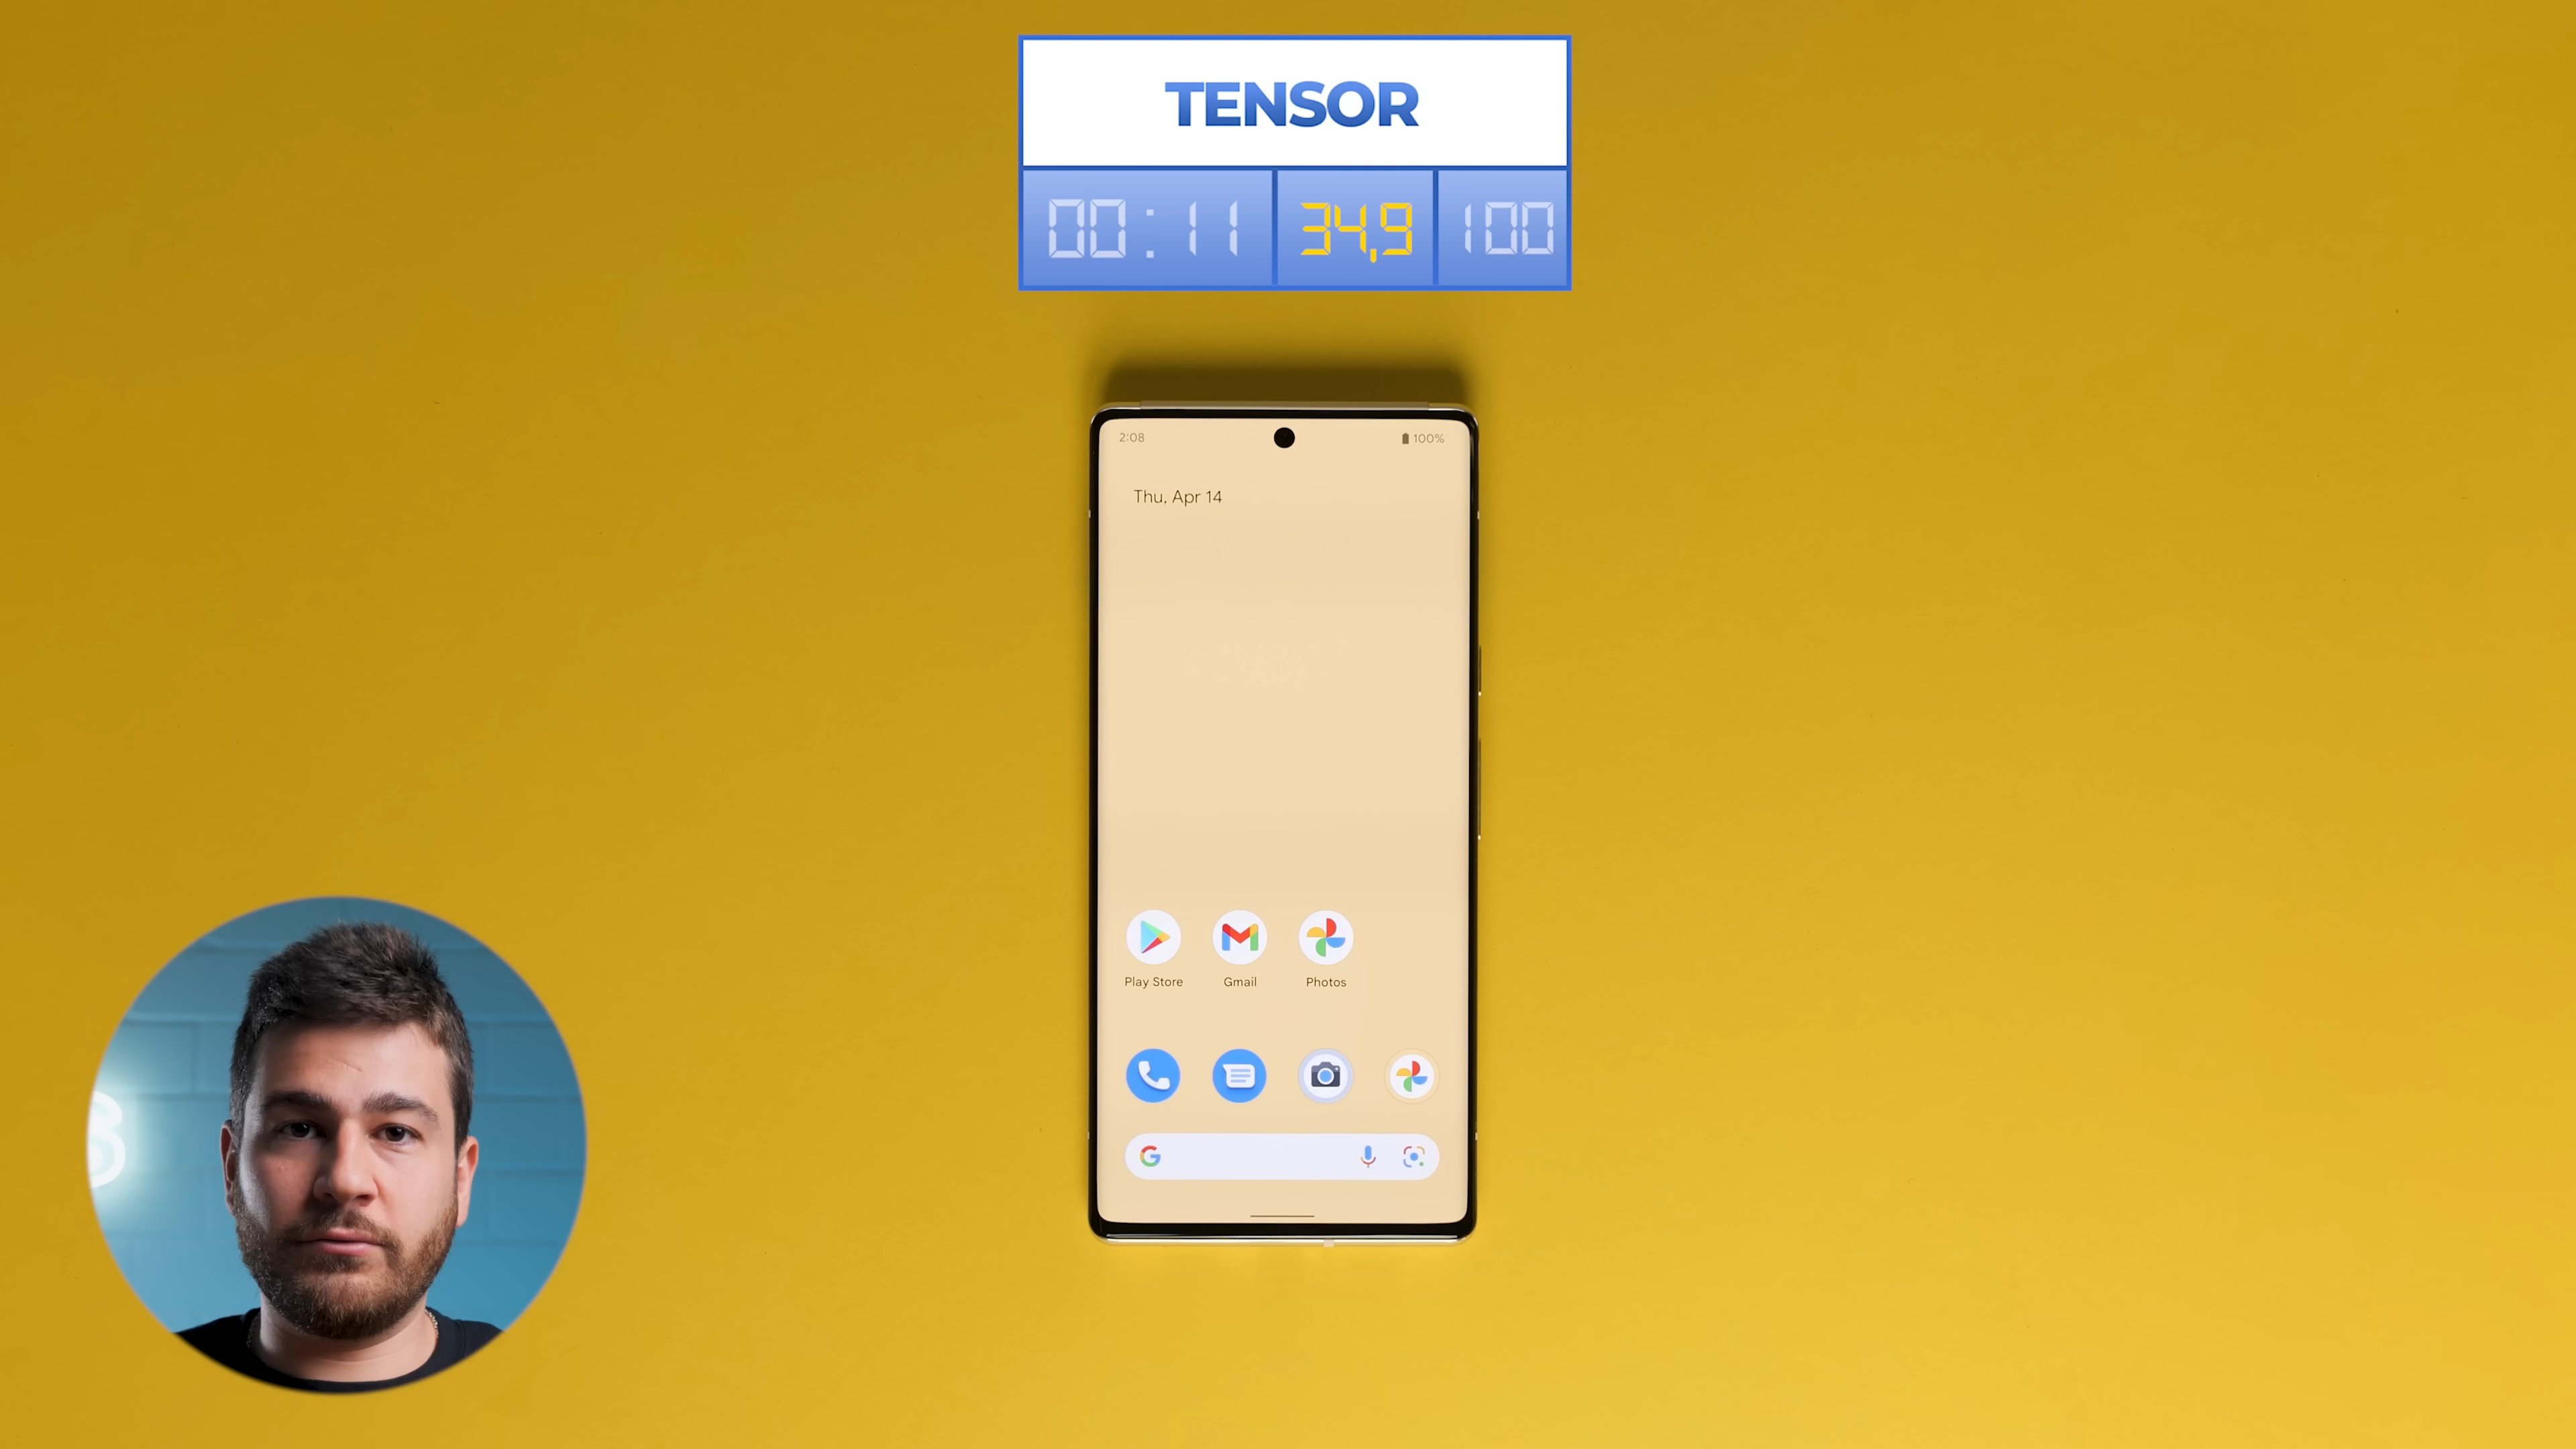 TENSOR
00:11 34,9 100
2:08 100%
Thu, Apr 14
Play Store Gmail Photos
G